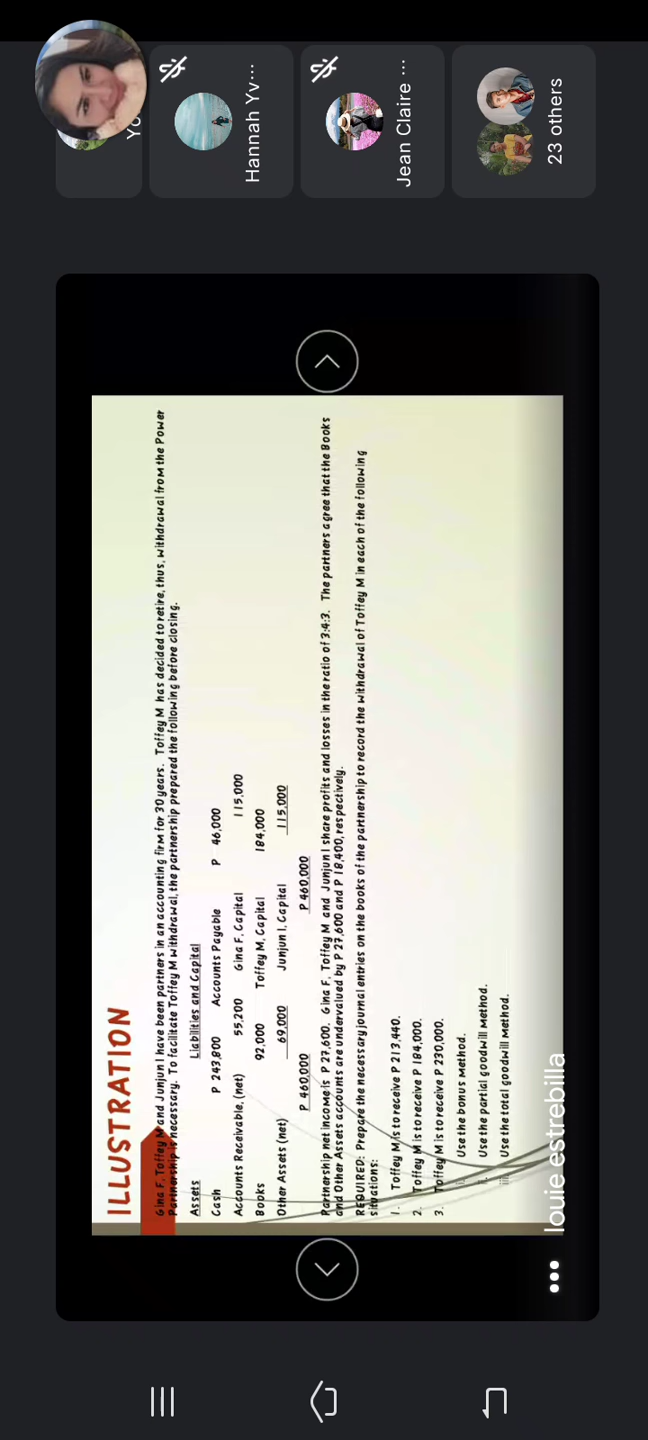 Yo
Hannah Yv...
Jean Claire ...
23 others
ILLUSTRATION
Gina F, Toffey M and Junjun I have been partners in an accounting firm for 30 years. Toffey M has decided to retire, thus, withdrawal from the Power
Partnership is necessary. To facilitate Toffey M withdrawal, the partnership prepared the following before closing.
Assets Liabilities and Capital
Cash P 243,800 Accounts Payable P 46,000
Accounts Receivable, (net) 55,200 Gina F, Capital 115,000
Books 92,000 Toffey M, Capital 184,000
Other Assets (net) 69,000 Junjun I, Capital 115,000
P 460,000 P 460,000
Partnership net income is P 27,600. Gina F, Toffey M and Junjun I share profits and losses in the ratio of 3:4:3. The partners agree that the Books
and Other Assets accounts are undervalued by P 27,600 and P 18,400, respectively.
REQUIRED: Prepare the necessary journal entries on the books of the partnership to record the withdrawal of Toffey M in each of the following
situations:
1. Toffey M is to receive P 213,440.
2. Toffey M is to receive P 184,000.
3. Toffey M is to receive P 230,000.
i. Use the bonus method.
ii. Use the partial goodwill method.
iii. Use the total goodwill method.
louie estrebilla